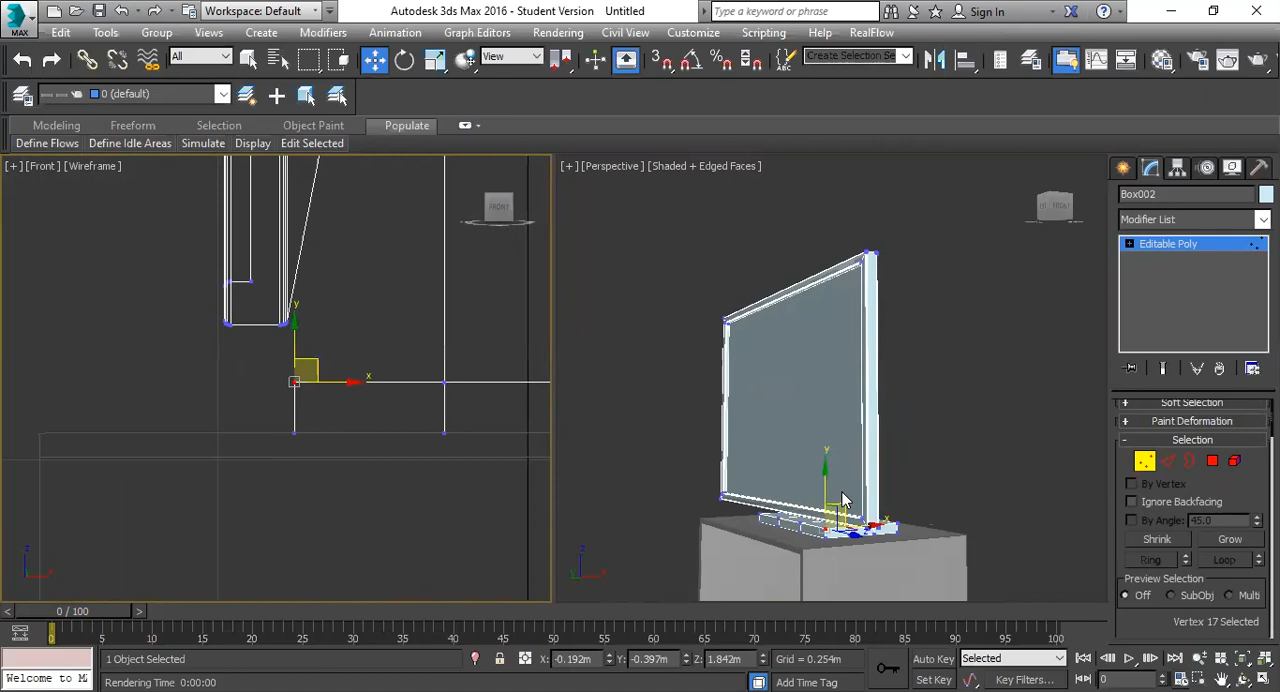 MAX
Workspace: Default
Autodesk 3ds Max 2016 - Student Version Untitled
Type a keyword or phrase
Sign In
Edit Tools Group Views Create Modifiers Animation Graph Editors Rendering Civil View Customize Scripting Help RealFlow
All
View
3
Create Selection Se
0 (default)
Modeling Freeform Selection Object Paint Populate
Define Flows Define Idle Areas Simulate Display Edit Selected
[+] [Front] [Wireframe]
FRONT
y
x
z
x
[+] [Perspective] [Shaded + Edged Faces]
FRONT
y
x
z
x
Box002
Modifier List
Editable Poly
+ Soft Selection
+ Paint Deformation
- Selection
By Vertex
Ignore Backfacing
By Angle: 45.0
Shrink Grow
Ring Loop
Preview Selection
Off SubObj Multi
Vertex 17 Selected
< 0 / 100 >
0 5 10 15 20 25 30 35 40 45 50 55 60 65 70 75 80 85 90 95 100
1 Object Selected
X: -0.192m Y: -0.397m Z: 1.842m Grid = 0.254m
Auto Key Selected
Welcome to M
Rendering Time 0:00:00
Add Time Tag
Set Key Key Filters...
0